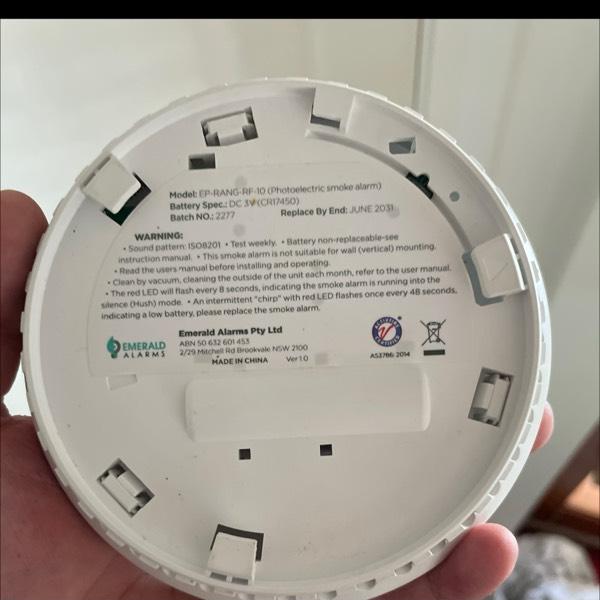 Model: EP-RANG-RF-10 (Photoelectric smoke alarm)
Battery Spec.: DC 3V(CR17450)
Batch NO.: 2277 Replace By End: JUNE 2031
WARNING:
• Sound pattern: ISO8201 • Test weekly. • Battery non-replaceable-see
instruction manual. • This smoke alarm is not suitable for wall (vertical) mounting.
• Read the users manual before installing and operating.
• Clean by vacuum, cleaning the outside of the unit each month, refer to the user manual.
• The red LED will flash every 8 seconds, indicating the smoke alarm is running into the
silence (Hush) mode. • An intermittent "chirp" with red LED flashes once every 48 seconds,
indicating a low battery, please replace the smoke alarm.
EMERALD
ALARMS
Emerald Alarms Pty Ltd
ABN 50 632 601 453
2/29 Mitchell Rd Brookvale NSW 2100
MADE IN CHINA Ver1.0
AS3786: 2014